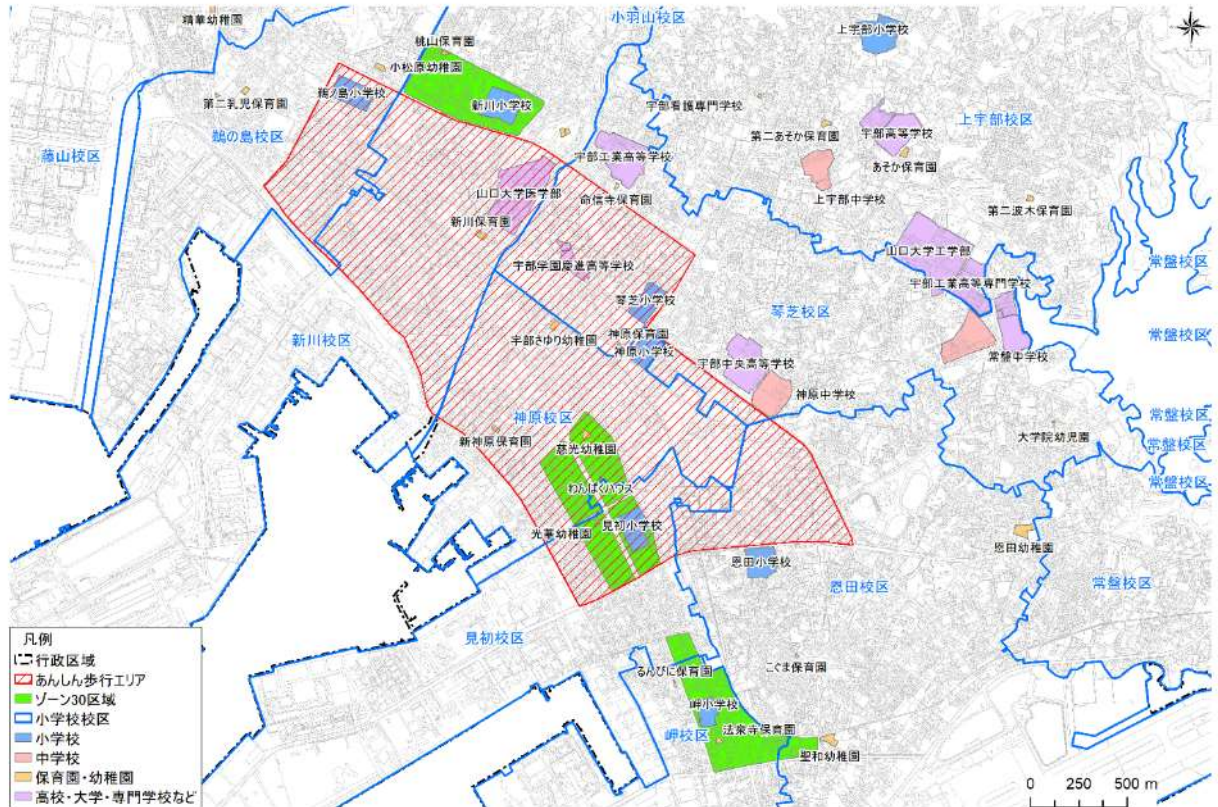 精華幼稚園
小羽山校区
上宇部小学校
桃山保育園
小松原幼稚園
第二乳児保育園
鵜ノ島小学校
新川小学校
宇部看護専門学校
鵜の島校区
第二あそか保育園
宇部高等学校
上宇部校区
藤山校区
宇部工業高等学校
あそか保育園
山口大学医学部
命信寺保育園
上宇部中学校
第二波木保育園
新川保育園
宇部学園慶進高等学校
山口大学工学部
常盤校区
宇部工業高等専門学校
琴芝小学校
琴芝校区
新川校区
宇部さゆり幼稚園
神原保育園
神原小学校
常盤校区
宇部中央高等学校
常盤中学校
神原中学校
神原校区
常盤校区
新神原保育園
慈光幼稚園
大学院幼児園
常盤校区
わんぱくハウス
常盤校区
光華幼稚園
見初小学校
恩田幼稚園
恩田小学校
恩田校区
常盤校区
見初校区
るんびに保育園
こぐま保育園
岬小学校
法泉寺保育園
岬校区
聖和幼稚園
凡例
行政区域
あんしん歩行エリア
ゾーン30区域
小学校校区
小学校
中学校
保育園・幼稚園
高校・大学・専門学校など
0 250 500 m